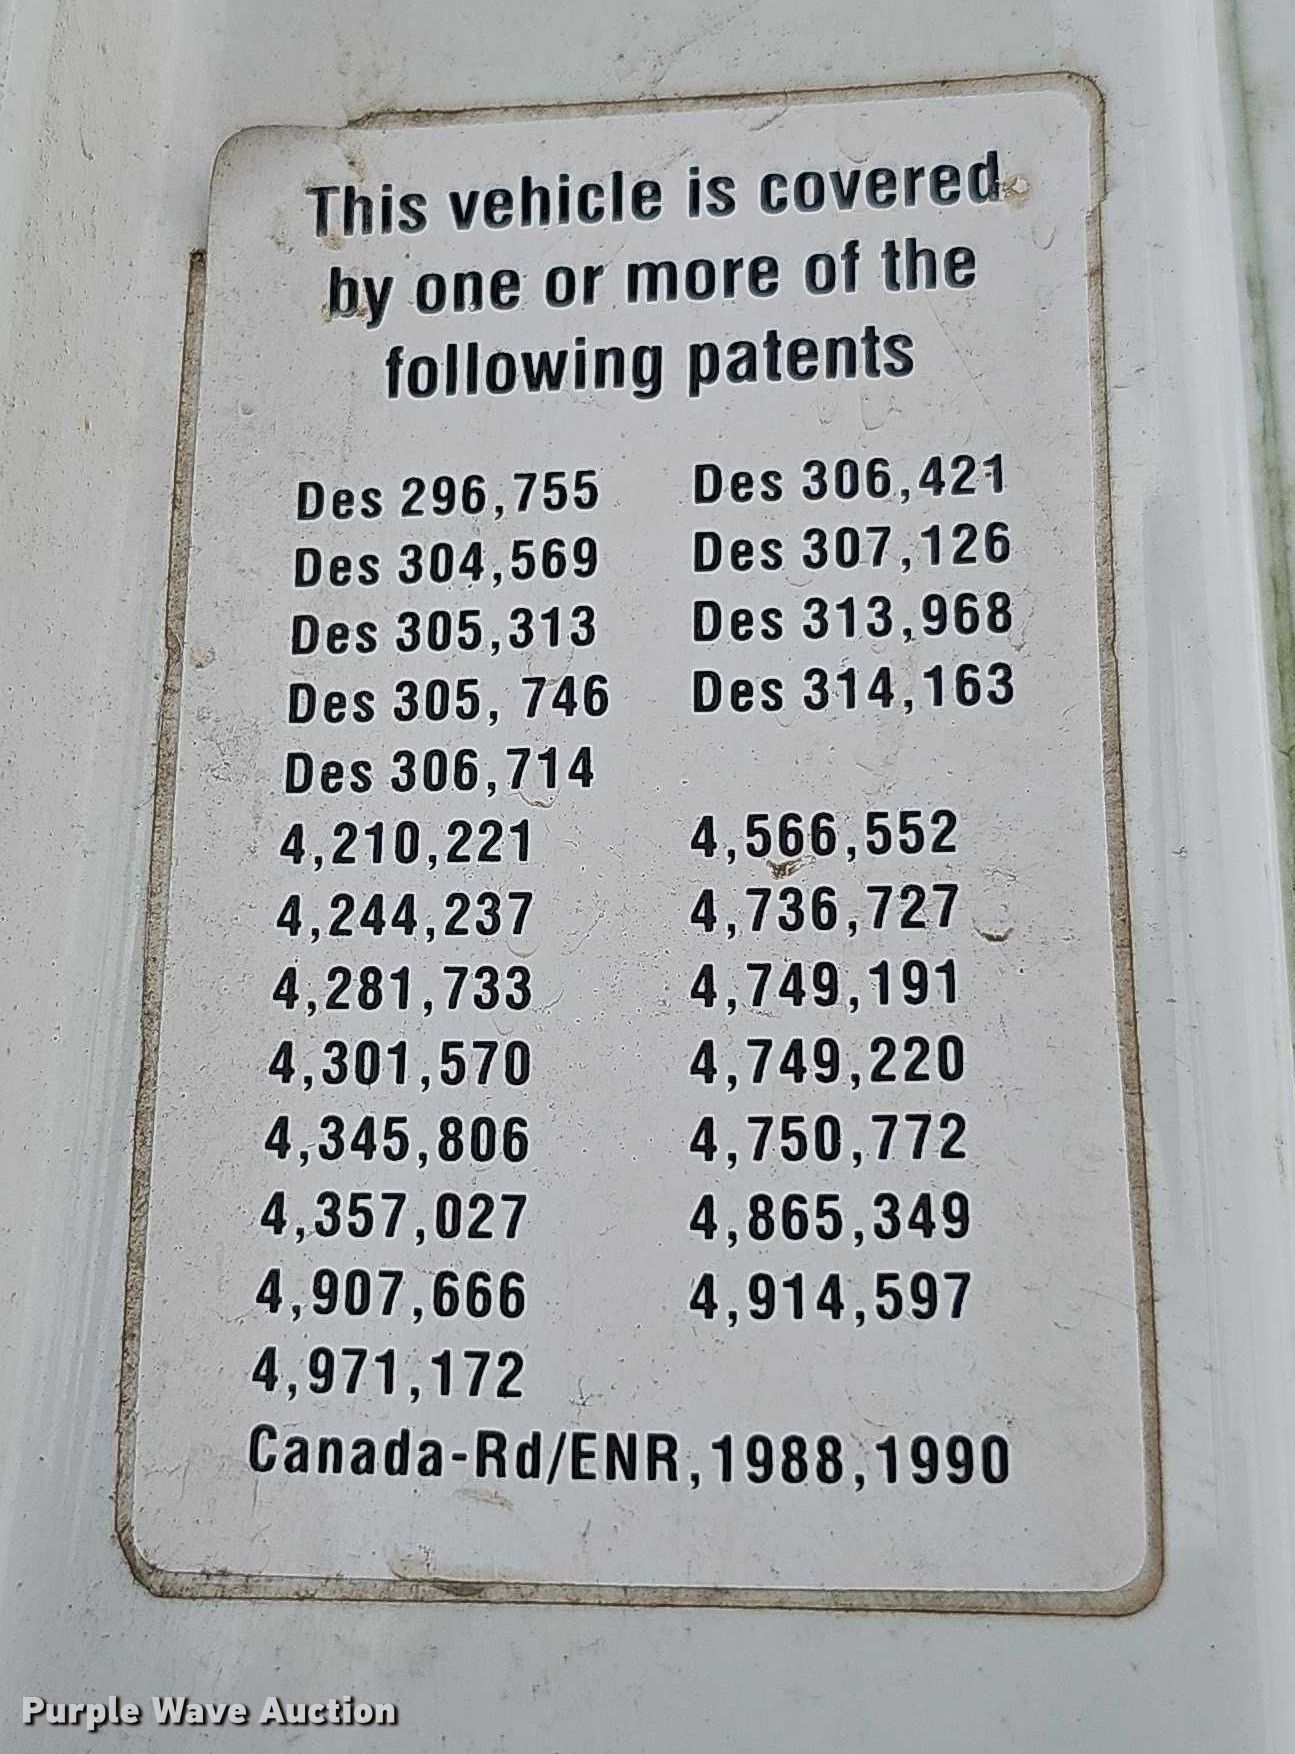 This vehicle is covered
by one or more of the
following patents
Des 296,755 Des 306,421
Des 304,569 Des 307,126
Des 305,313 Des 313,968
Des 305, 746 Des 314,163
Des 306,714
4,210,221 4,566,552
4,244,237 4,736,727
4,281,733 4,749,191
4,301,570 4,749,220
4,345,806 4,750,772
4,357,027 4,865,349
4,907,666 4,914,597
4,971,172
Canada-Rd/ENR,1988,1990
Purple Wave Auction